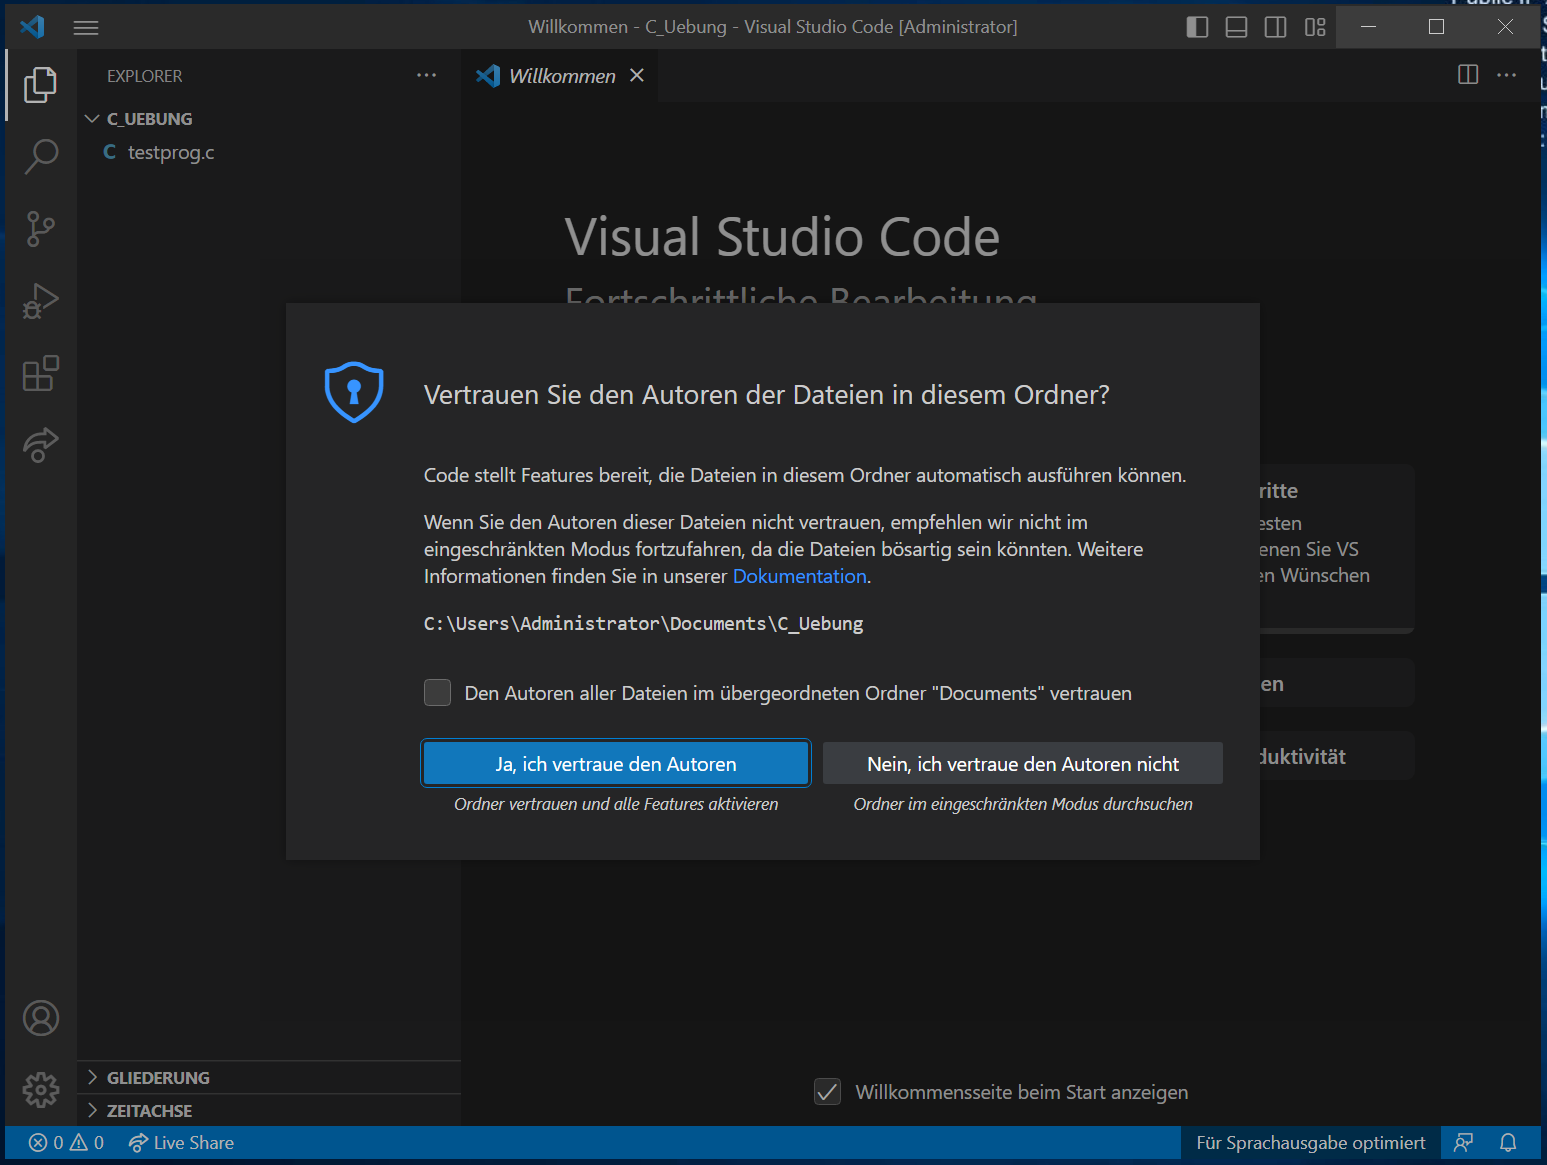 Willkommen - C_Uebung - Visual Studio Code [Administrator]
EXPLORER
Willkommen
C_UEBUNG
C testprog.c
Visual Studio Code
Fortschrittliche Bearbeitung
Vertrauen Sie den Autoren der Dateien in diesem Ordner?
Code stellt Features bereit, die Dateien in diesem Ordner automatisch ausführen können.
Wenn Sie den Autoren dieser Dateien nicht vertrauen, empfehlen wir nicht im
eingeschränkten Modus fortzufahren, da die Dateien bösartig sein könnten. Weitere
Informationen finden Sie in unserer Dokumentation.
C:\Users\Administrator\Documents\C_Uebung
Den Autoren aller Dateien im übergeordneten Ordner "Documents" vertrauen
Ja, ich vertraue den Autoren
Nein, ich vertraue den Autoren nicht
Ordner vertrauen und alle Features aktivieren
Ordner im eingeschränkten Modus durchsuchen
ritte
esten
enen Sie VS
en Wünschen
en
duktivität
Willkommensseite beim Start anzeigen
GLIEDERUNG
ZEITACHSE
0 0 Live Share
Für Sprachausgabe optimiert